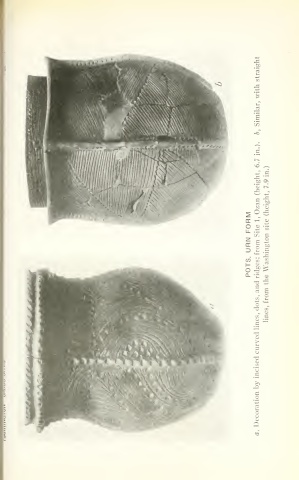 b
a
POTS, URN FORM
a, Decoration by incised curved lines, dots, and ridges; from Site 1, Ozan (height, 6.7 in.). b, Similar, with straight
lines, from the Washington site (height, 7.9 in.)